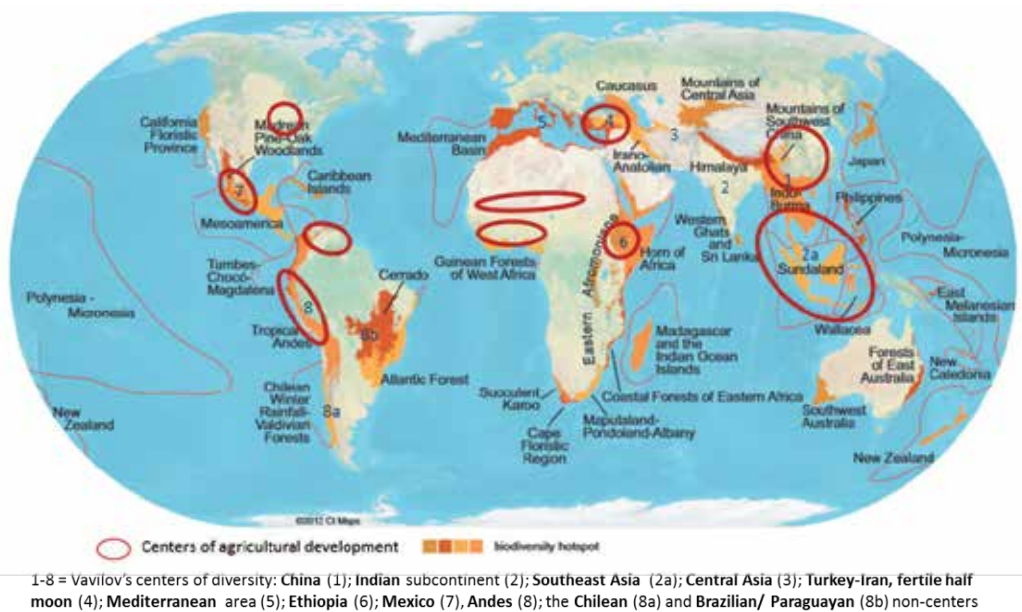 Caucasus
Mountains of
Central Asia
California
Floristic
Province
Madrean
Pine-Oak
Woodlands
Mediterranean
Basin
5
4
3
Mountains of
Southwest
China
1
Irano-
Anatolian
Himalaya
2
Japan
Caribbean
Islands
7
Mesoamerica
Indo-
Burma
Philippines
Western
Ghats
and
Sri Lanka
Polynesia-
Micronesia
6
Horn of
Africa
2a
Sundaland
Guinean Forests
of West Africa
Eastern Afromontane
Tumbes-
Chocó-
Magdalena
Cerrado
Polynesia -
Micronesia
8
8b
East
Melanesian
Islands
Wallacea
Tropical
Andes
Madagascar
and the
Indian Ocean
Islands
Forests
of East
Australia
New
Caledonia
Atlantic Forest
Chilean
Winter
Rainfall-
Valdivian
Forests
8a
Succulent
Karoo
Coastal Forests of Eastern Africa
Maputaland-
Pondoland-Albany
Cape
Floristic
Region
Southwest
Australia
New
Zealand
New Zealand
©2012 CI Maps
Centers of agricultural development
biodiversity hotspot
1-8 = Vavilov's centers of diversity: China (1); Indian subcontinent (2); Southeast Asia (2a); Central Asia (3); Turkey-Iran, fertile half
moon (4); Mediterranean area (5); Ethiopia (6); Mexico (7), Andes (8); the Chilean (8a) and Brazilian/ Paraguayan (8b) non-centers